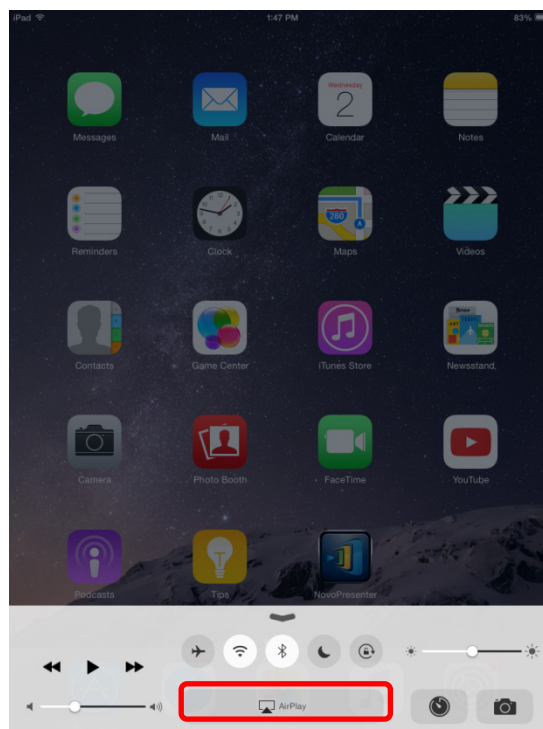 iPad 1:47 PM 83%
Wednesday
2
Messages Mail Calendar Notes
280
Reminders Clock Maps Videos
Contacts Game Center iTunes Store Newsstand
Camera Photo Booth FaceTime YouTube
Podcasts Tips NovoPresenter
AirPlay